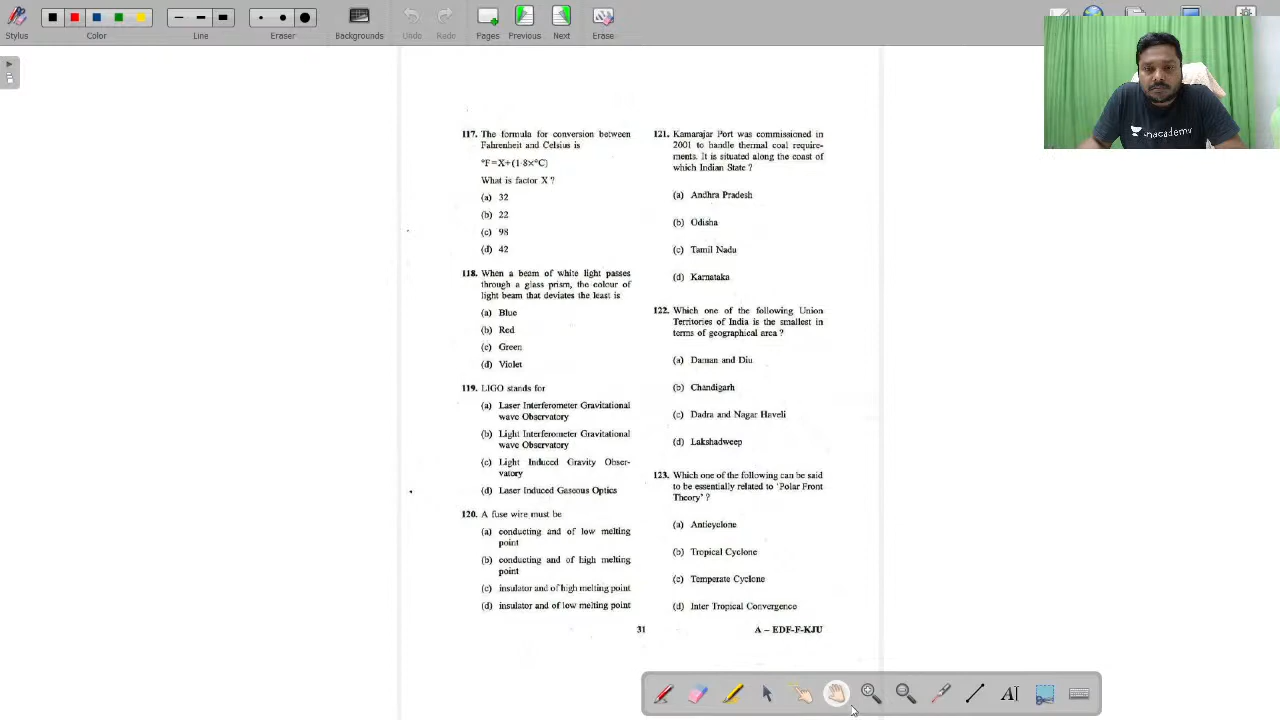 Stylus
Color
Line
Eraser
Backgrounds
Undo
Redo
Pages
Previous
Next
Erase
unacademy
117. The formula for conversion between
Fahrenheit and Celsius is
°F=X+(1·8×°C)
What is factor X ?
(a) 32
(b) 22
(c) 98
(d) 42
118. When a beam of white light passes
through a glass prism, the colour of
light beam that deviates the least is
(a) Blue
(b) Red
(c) Green
(d) Violet
119. LIGO stands for
(a) Laser Interferometer Gravitational
wave Observatory
(b) Light Interferometer Gravitational
wave Observatory
(c) Light Induced Gravity Obser-
vatory
(d) Laser Induced Gaseous Optics
120. A fuse wire must be
(a) conducting and of low melting
point
(b) conducting and of high melting
point
(c) insulator and of high melting point
(d) insulator and of low melting point
121. Kamarajar Port was commissioned in
2001 to handle thermal coal require-
ments. It is situated along the coast of
which Indian State ?
(a) Andhra Pradesh
(b) Odisha
(c) Tamil Nadu
(d) Karnataka
122. Which one of the following Union
Territories of India is the smallest in
terms of geographical area ?
(a) Daman and Diu
(b) Chandigarh
(c) Dadra and Nagar Haveli
(d) Lakshadweep
123. Which one of the following can be said
to be essentially related to ‘Polar Front
Theory’ ?
(a) Anticyclone
(b) Tropical Cyclone
(c) Temperate Cyclone
(d) Inter Tropical Convergence
31
A – EDF-F-KJU
AI